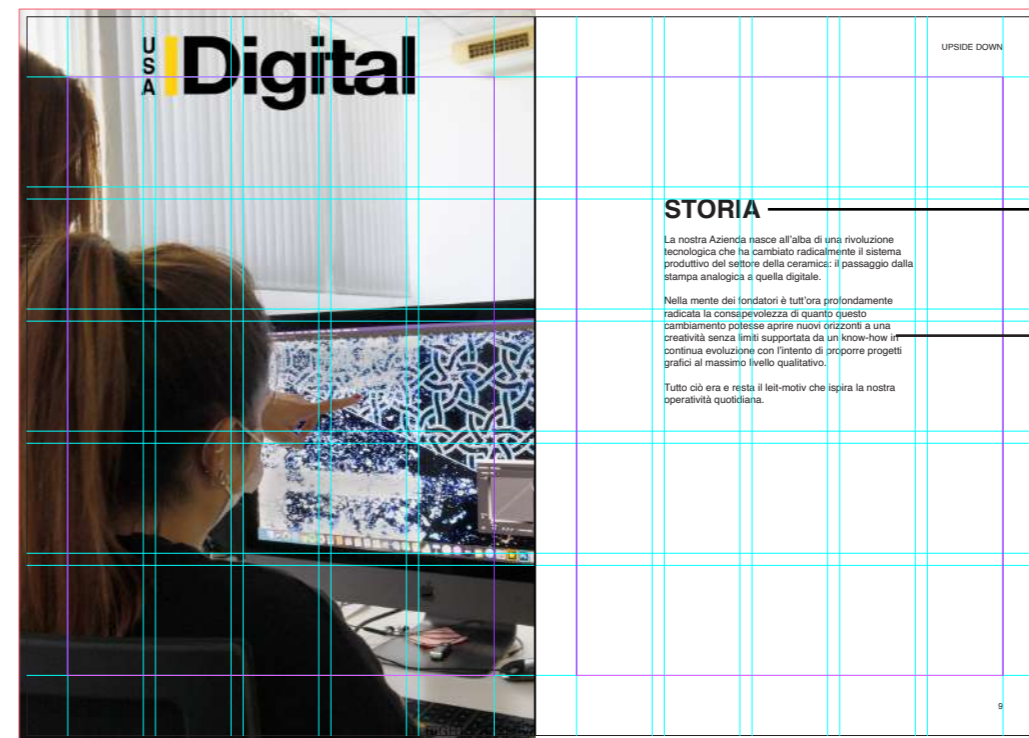 USA
Digital
UPSIDE DOWN
STORIA
La nostra Azienda nasce all'alba di una rivoluzione
tecnologica che ha cambiato radicalmente il sistema
produttivo del settore della ceramica: il passaggio dalla
stampa analogica a quella digitale.
Nella mente dei fondatori è tutt'ora profondamente
radicata la consapevolezza di quanto questo
cambiamento potesse aprire nuovi orizzonti a una
creatività senza limiti supportata da un know-how in
continua evoluzione con l'intento di proporre progetti
grafici al massimo livello qualitativo.
Tutto ciò era e resta il leit-motiv che ispira la nostra
operatività quotidiana.
9